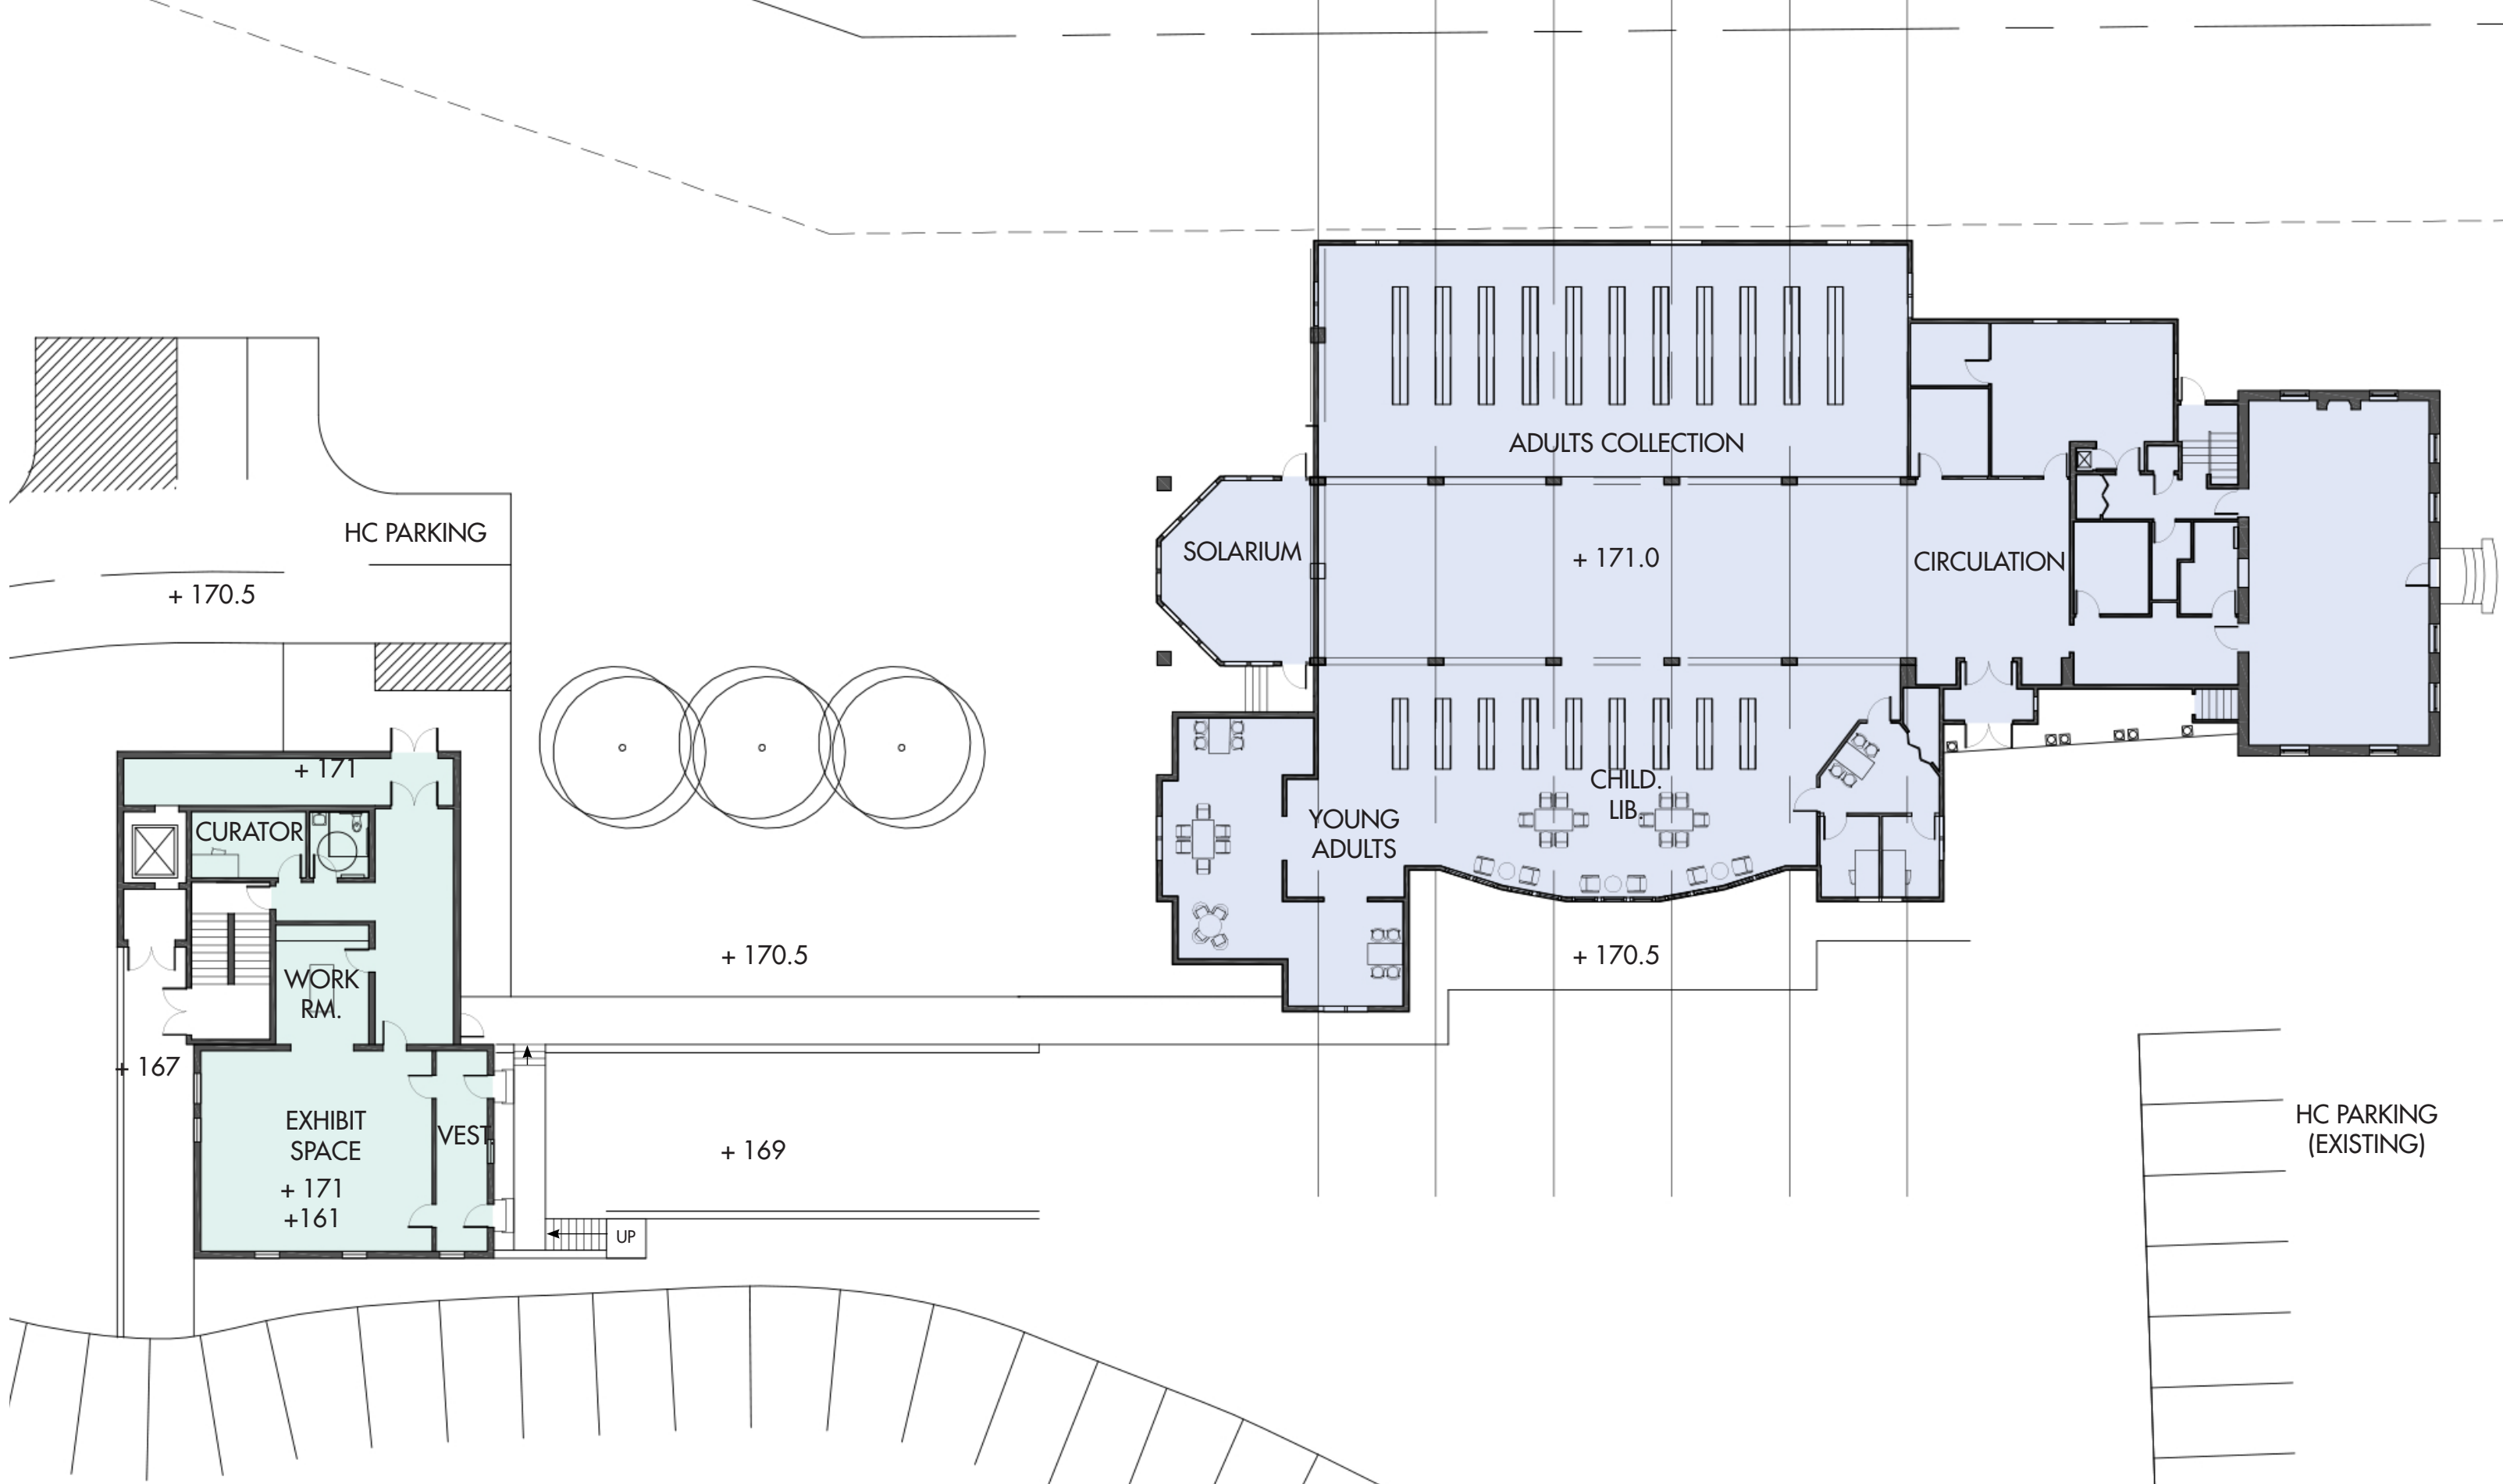 ADULTS COLLECTION
HC PARKING
SOLARIUM
+ 171.0
CIRCULATION
+ 170.5
+ 171
CURATOR
CHILD.
LIB.
YOUNG
ADULTS
+ 170.5
+ 170.5
WORK
RM.
+ 167
EXHIBIT
SPACE
VEST
+ 169
HC PARKING
(EXISTING)
+ 171
+161
UP